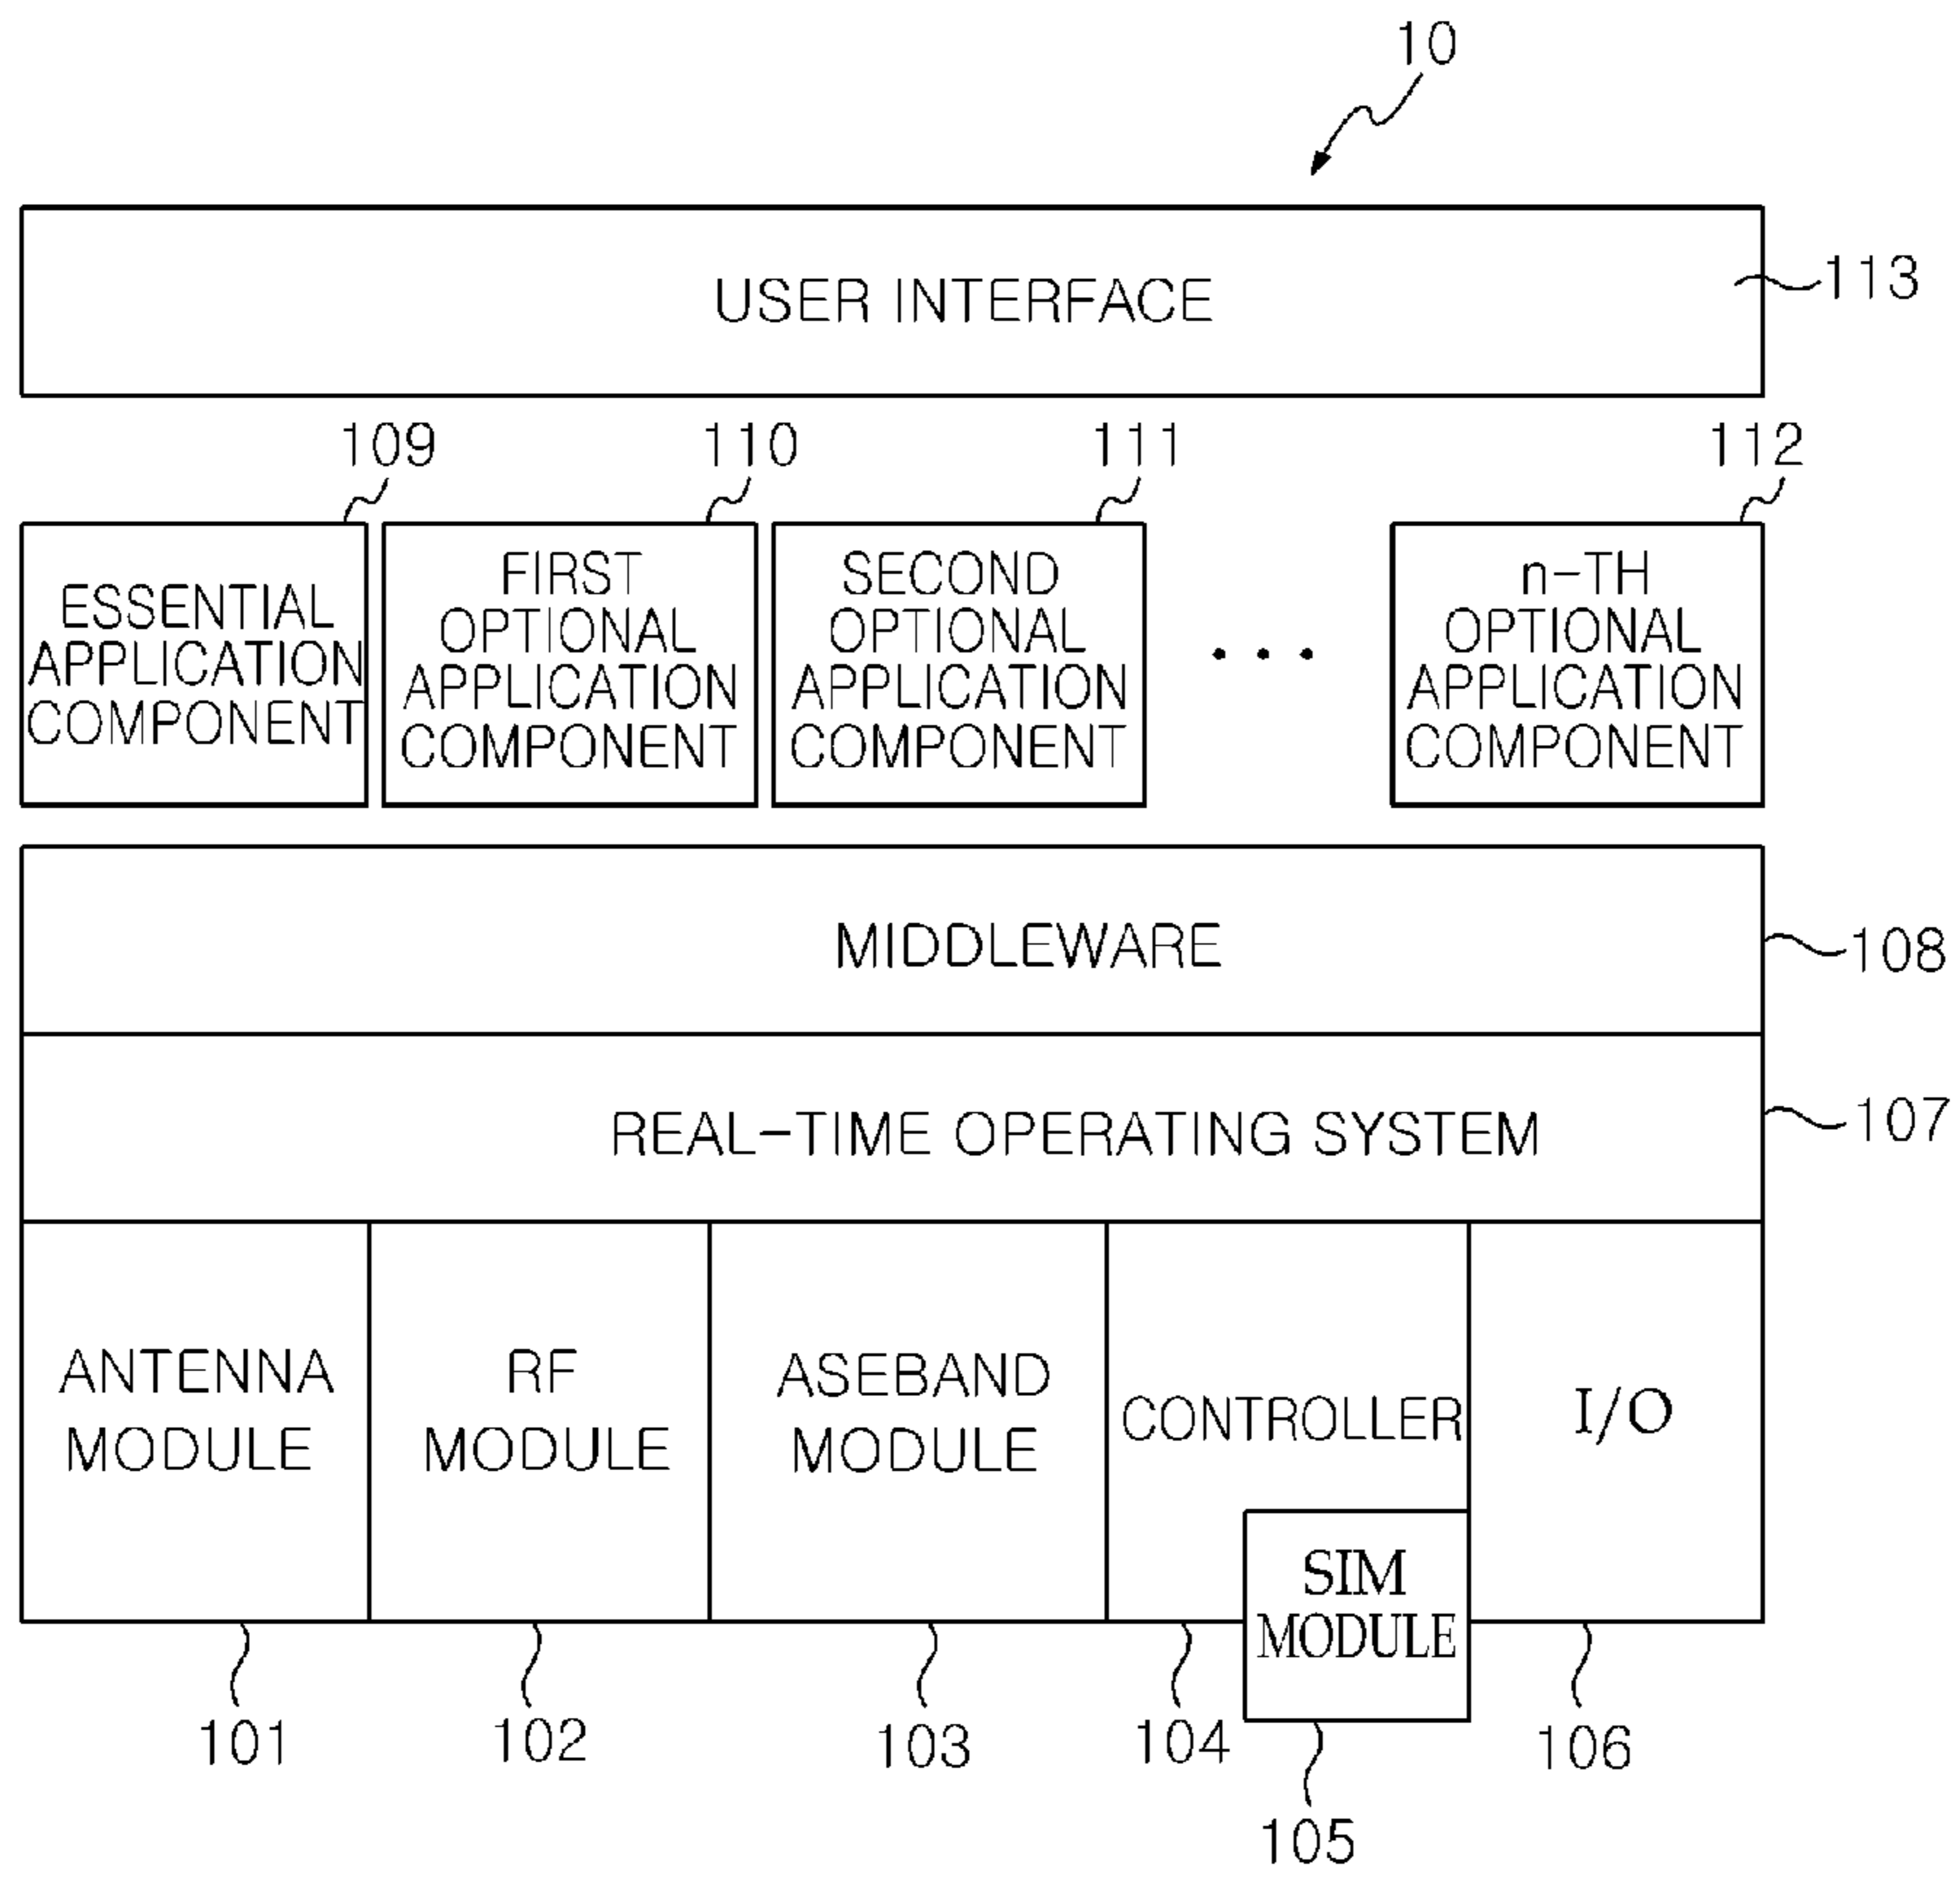 10
USER INTERFACE
113
109
110
111
112
ESSENTIAL
APPLICATION
COMPONENT
FIRST
OPTIONAL
APPLICATION
COMPONENT
SECOND
OPTIONAL
APPLICATION
COMPONENT
...
n-TH
OPTIONAL
APPLICATION
COMPONENT
MIDDLEWARE
108
REAL-TIME OPERATING SYSTEM
107
ANTENNA
MODULE
RF
MODULE
ASEBAND
MODULE
CONTROLLER
I/O
SIM
MODULE
101
102
103
104
106
105